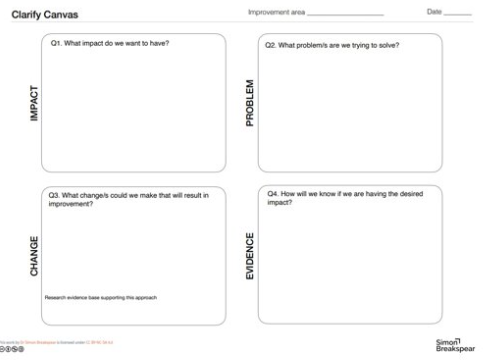 Clarify Canvas
Improvement area ____________________ Date _______
IMPACT
Q1. What impact do we want to have?
PROBLEM
Q2. What problem/s are we trying to solve?
CHANGE
Q3. What change/s could we make that will result in
improvement?
Research evidence base supporting this approach
EVIDENCE
Q4. How will we know if we are having the desired
impact?
Simon
Breakspear